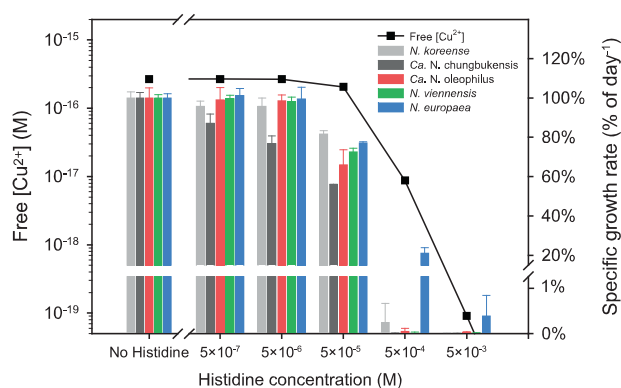 Free [Cu²⁺]
N. koreense
Ca. N. chungbukensis
Ca. N. oleophilus
N. viennensis
N. europaea
Free [Cu²⁺] (M)
10⁻¹⁵
10⁻¹⁶
10⁻¹⁷
10⁻¹⁸
10⁻¹⁹
Specific growth rate (% of day⁻¹)
120%
100%
80%
60%
40%
20%
1%
0%
No Histidine 5×10⁻⁷ 5×10⁻⁶ 5×10⁻⁵ 5×10⁻⁴ 5×10⁻³
Histidine concentration (M)